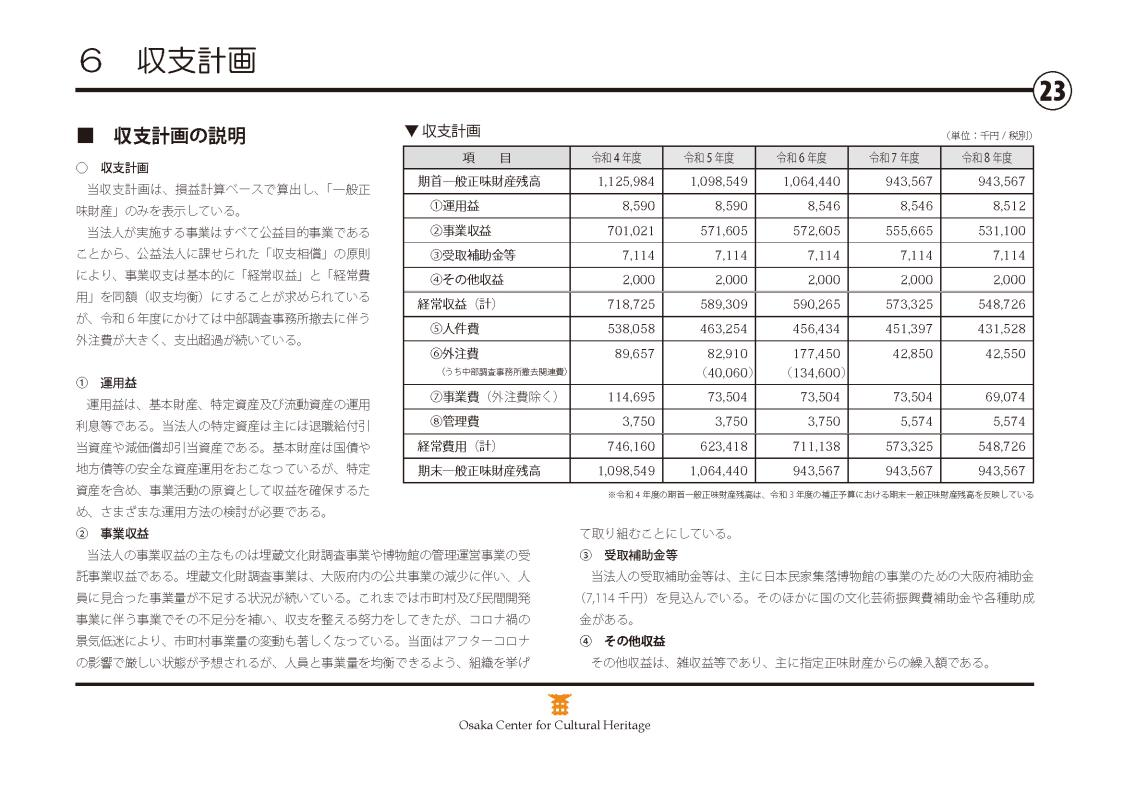 6　収支計画
23
■　収支計画の説明
○　収支計画
　当収支計画は、損益計算ベースで算出し、「一般正
味財産」のみを表示している。
　当法人が実施する事業はすべて公益目的事業である
ことから、公益法人に課せられた「収支相償」の原則
により、事業収支は基本的に「経常収益」と「経常費
用」を同額（収支均衡）にすることが求められている
が、令和６年度にかけては中部調査事務所撤去に伴う
外注費が大きく、支出超過が続いている。
①　運用益
　運用益は、基本財産、特定資産及び流動資産の運用
利息等である。当法人の特定資産は主には退職給付引
当資産や減価償却引当資産である。基本財産は国債や
地方債等の安全な資産運用をおこなっているが、特定
資産を含め、事業活動の原資として収益を確保するた
め、さまざまな運用方法の検討が必要である。
▼収支計画
（単位：千円 / 税別）
項　目　令和４年度　令和５年度　令和６年度　令和７年度　令和８年度
期首一般正味財産残高　1,125,984　1,098,549　1,064,440　943,567　943,567
①運用益　8,590　8,590　8,546　8,546　8,512
②事業収益　701,021　571,605　572,605　555,665　531,100
③受取補助金等　7,114　7,114　7,114　7,114　7,114
④その他収益　2,000　2,000　2,000　2,000　2,000
経常収益（計）　718,725　589,309　590,265　573,325　548,726
⑤人件費　538,058　463,254　456,434　451,397　431,528
⑥外注費　89,657　82,910　177,450　42,850　42,550
（うち中部調査事務所撤去関連費）　（40,060）　（134,600）
⑦事業費（外注費除く）　114,695　73,504　73,504　73,504　69,074
⑧管理費　3,750　3,750　3,750　5,574　5,574
経常費用（計）　746,160　623,418　711,138　573,325　548,726
期末一般正味財産残高　1,098,549　1,064,440　943,567　943,567　943,567
※令和４年度の期首一般正味財産残高は、令和３年度の補正予算における期末一般正味財産残高を反映している
②　事業収益
　当法人の事業収益の主なものは埋蔵文化財調査事業や博物館の管理運営事業の受
託事業収益である。埋蔵文化財調査事業は、大阪府内の公共事業の減少に伴い、人
員に見合った事業量が不足する状況が続いている。これまでは市町村及び民間開発
事業に伴う事業でその不足分を補い、収支を整える努力をしてきたが、コロナ禍の
景気低迷により、市町村事業量の変動も著しくなっている。当面はアフターコロナ
の影響で厳しい状態が予想されるが、人員と事業量を均衡できるよう、組織を挙げ
て取り組むことにしている。
③　受取補助金等
　当法人の受取補助金等は、主に日本民家集落博物館の事業のための大阪府補助金
（7,114 千円）を見込んでいる。そのほかに国の文化芸術振興費補助金や各種助成
金がある。
④　その他収益
　その他収益は、雑収益等であり、主に指定正味財産からの繰入額である。
Osaka Center for Cultural Heritage